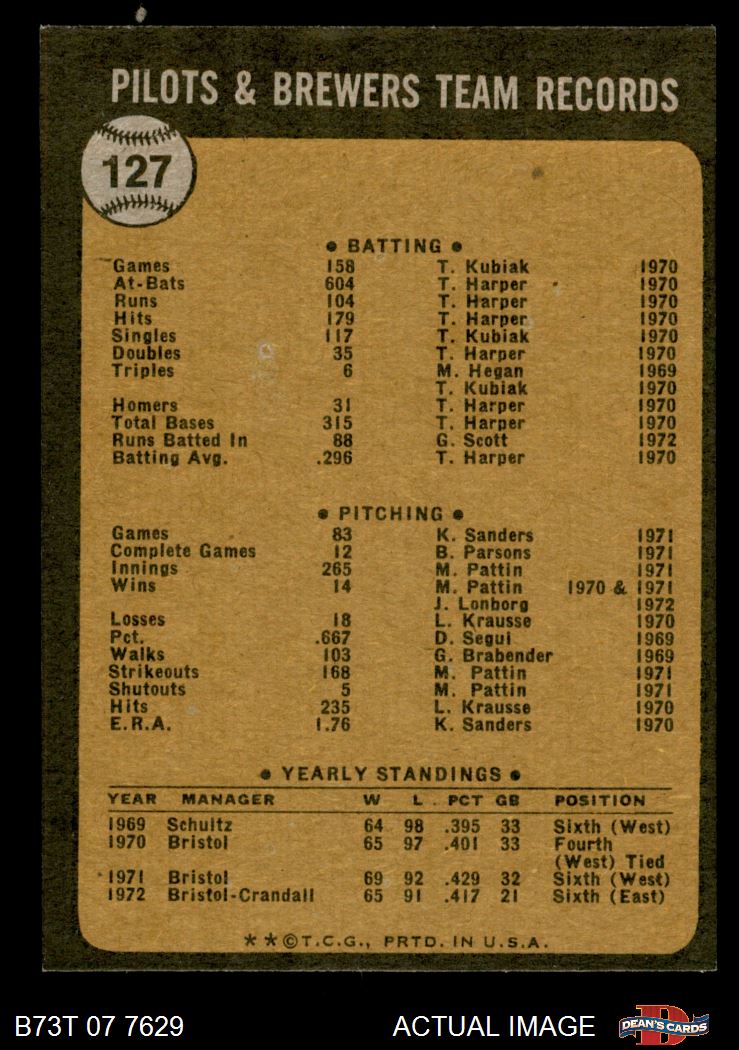 PILOTS & BREWERS TEAM RECORDS
127
• BATTING •
Games 158 T. Kubiak 1970
At-Bats 604 T. Harper 1970
Runs 104 T. Harper 1970
Hits 179 T. Harper 1970
Singles 117 T. Kubiak 1970
Doubles 35 T. Harper 1970
Triples 6 M. Hegan 1969
T. Kubiak 1970
Homers 31 T. Harper 1970
Total Bases 315 T. Harper 1970
Runs Batted In 88 G. Scott 1972
Batting Avg. .296 T. Harper 1970
• PITCHING •
Games 83 K. Sanders 1971
Complete Games 12 B. Parsons 1971
Innings 265 M. Pattin 1971
Wins 14 M. Pattin 1970 & 1971
J. Lonborg 1972
Losses 18 L. Krausse 1970
Pct. .667 D. Segui 1969
Walks 103 G. Brabender 1969
Strikeouts 168 M. Pattin 1971
Shutouts 5 M. Pattin 1971
Hits 235 L. Krausse 1970
E.R.A. 1.76 K. Sanders 1970
• YEARLY STANDINGS •
YEAR MANAGER W L PCT GB POSITION
1969 Schultz 64 98 .395 33 Sixth (West)
1970 Bristol 65 97 .401 33 Fourth
(West) Tied
1971 Bristol 69 92 .429 32 Sixth (West)
1972 Bristol-Crandall 65 91 .417 21 Sixth (East)
**©T.C.G., PRTD. IN U.S.A.
B73T 07 7629 ACTUAL IMAGE
D
DEAN'S CARDS